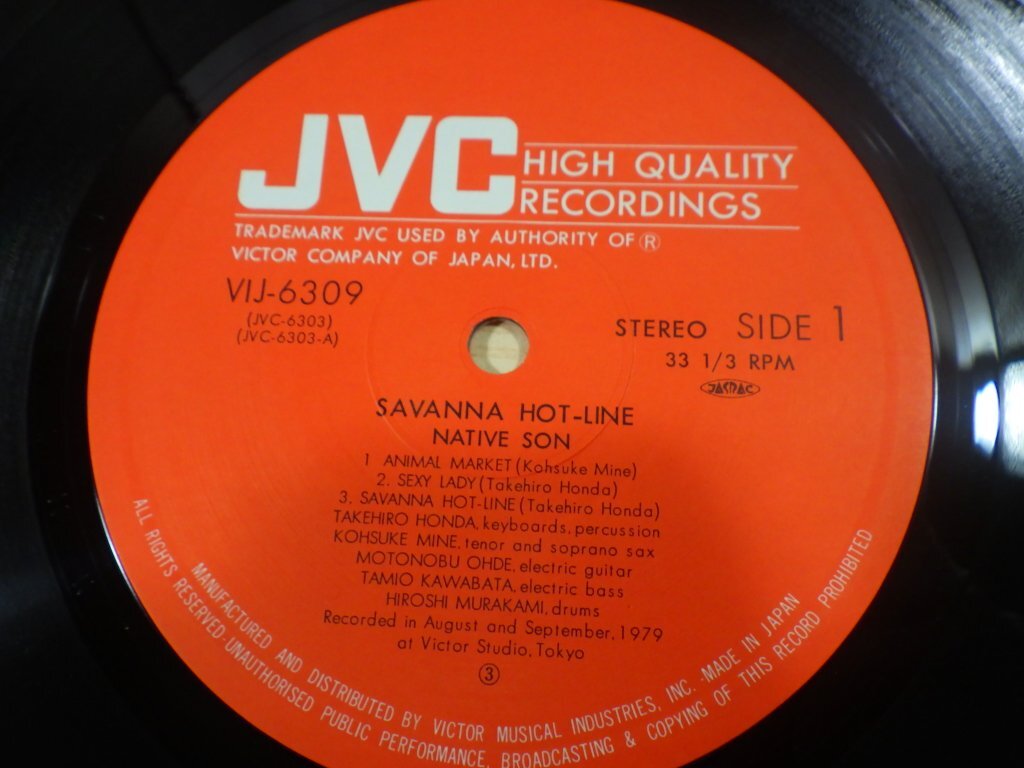 JVC HIGH QUALITY
RECORDINGS
TRADEMARK JVC USED BY AUTHORITY OF ®
VICTOR COMPANY OF JAPAN, LTD.
VIJ-6309
(JVC-6303)
(JVC-6303-A)
STEREO SIDE 1
33 1/3 RPM
JASRAC
SAVANNA HOT-LINE
NATIVE SON
1 ANIMAL MARKET (Kohsuke Mine)
2. SEXY LADY (Takehiro Honda)
3. SAVANNA HOT-LINE (Takehiro Honda)
TAKEHIRO HONDA, keyboards, percussion
KOHSUKE MINE, tenor and soprano sax
MOTONOBU OHDE, electric guitar
TAMIO KAWABATA, electric bass
HIROSHI MURAKAMI, drums
Recorded in August and September, 1979
at Victor Studio, Tokyo
③
MANUFACTURED AND DISTRIBUTED BY VICTOR MUSICAL INDUSTRIES, INC. MADE IN JAPAN
ALL RIGHTS RESERVED·UNAUTHORISED PUBLIC PERFORMANCE, BROADCASTING & COPYING OF THIS RECORD PROHIBITED